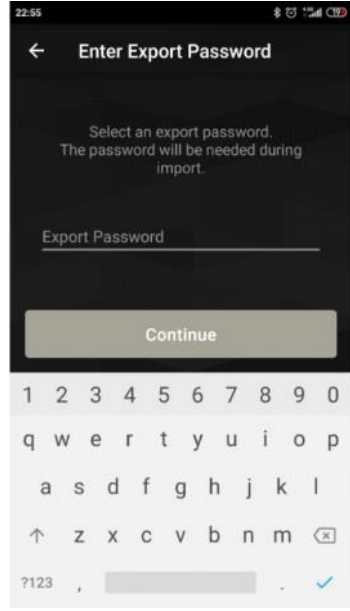 22:55
Enter Export Password
Select an export password.
The password will be needed during
import.
Export Password
Continue
1 2 3 4 5 6 7 8 9 0
q w e r t y u i o p
a s d f g h j k l
z x c v b n m
?123 , .